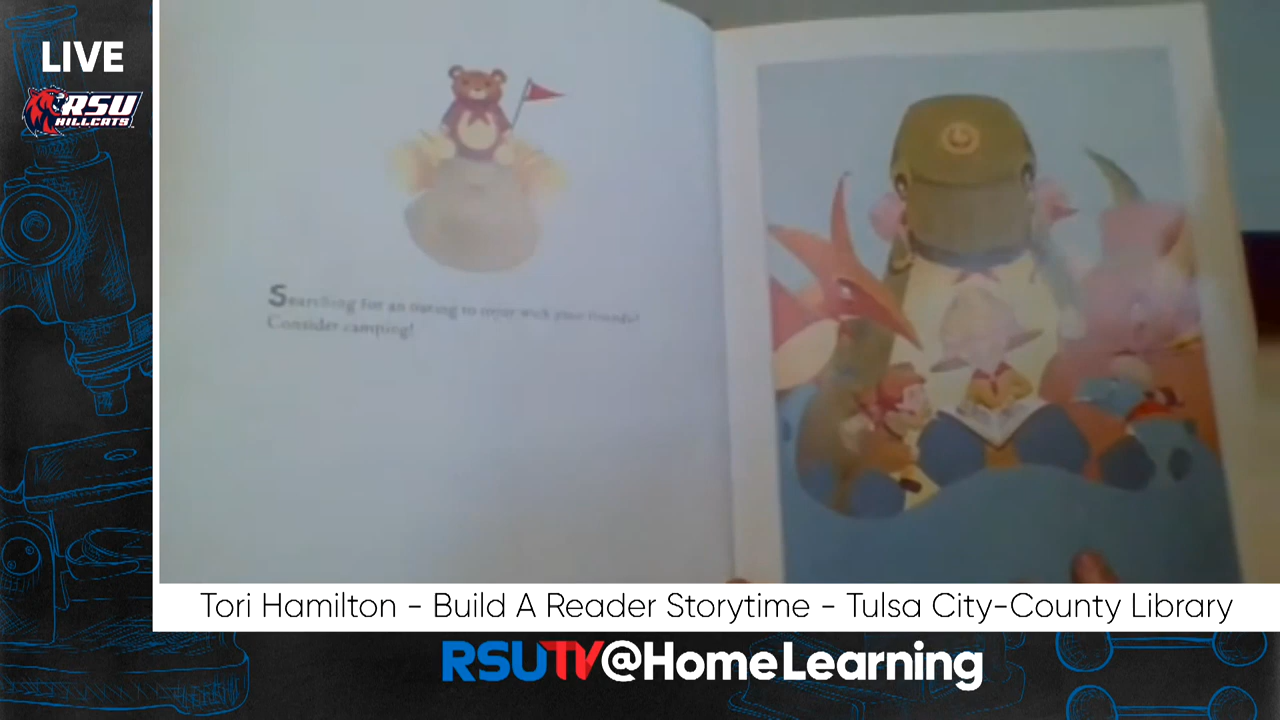 LIVE
RSU
HILLCATS
Searching for an outing to enjoy with your friends?
Consider camping!
Tori Hamilton - Build A Reader Storytime - Tulsa City-County Library
RSUTV@HomeLearning